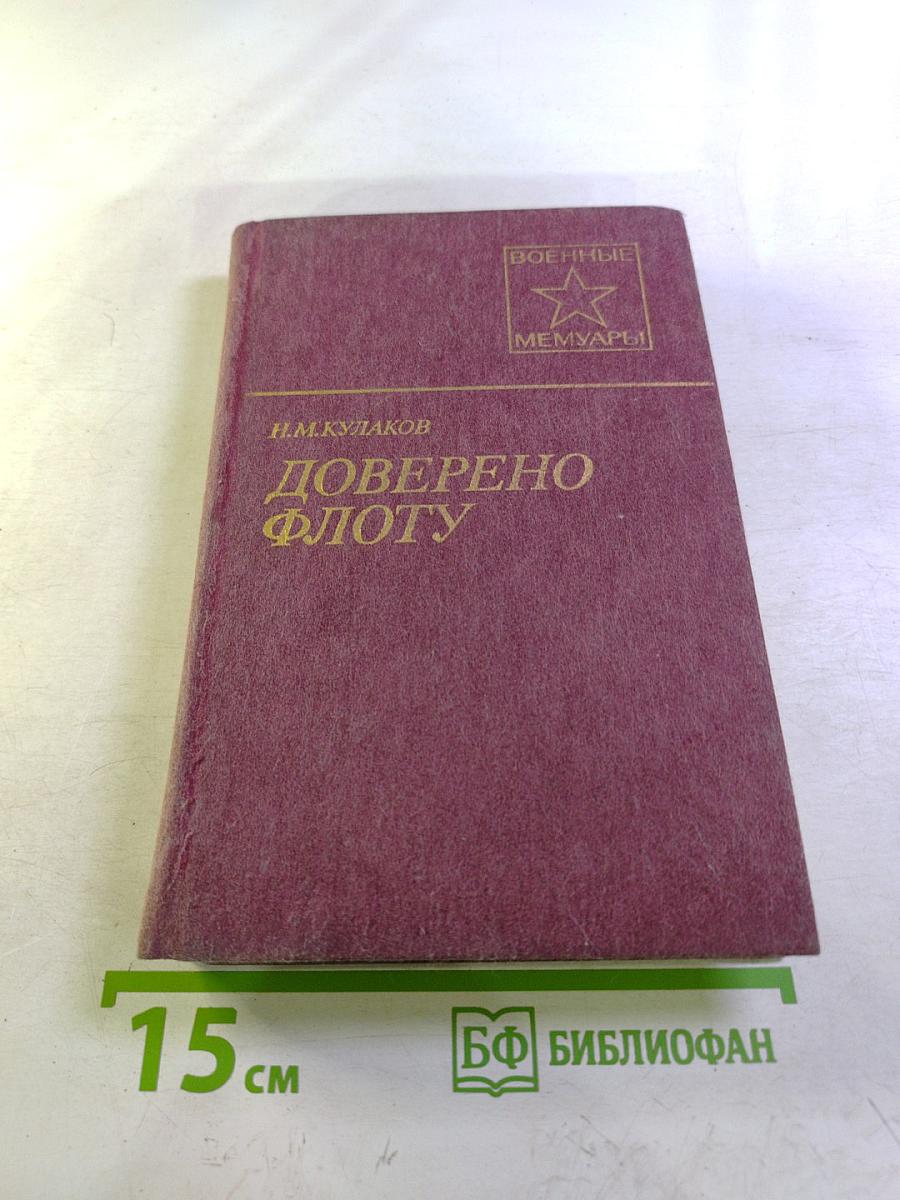 ВОЕННЫЕ
МЕМУАРЫ
Н.М.КУЛАКОВ
ДОВЕРЕНО
ФЛОТУ
15 см
БФ БИБЛИОФАН